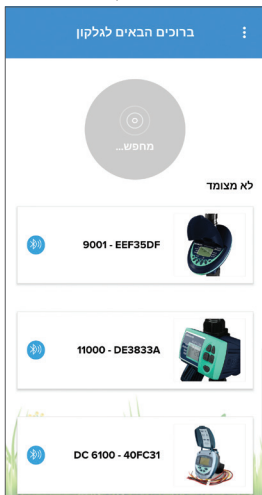 ברוכים הבאים לגלקון
מחפש...
לא מצומד
9001 - EEF35DF
11000 - DE3833A
DC 6100 - 40FC31